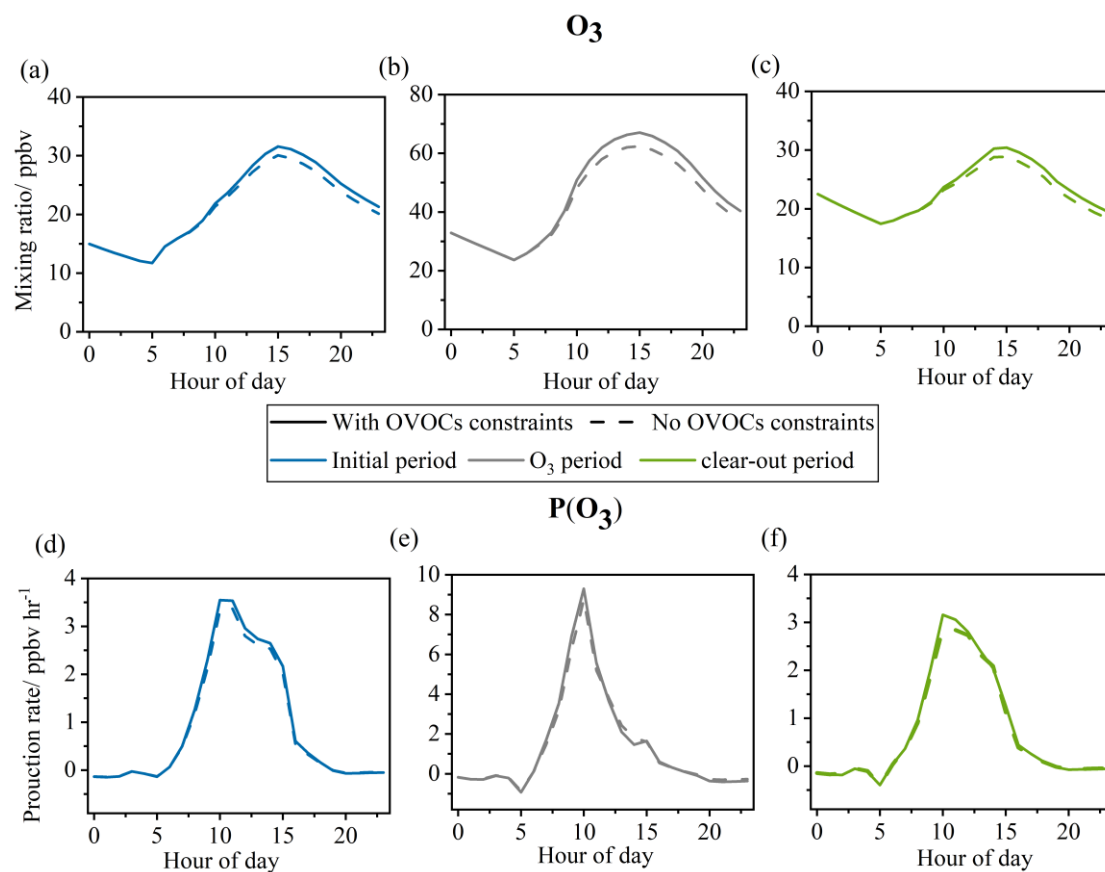 O3
(a)
(b)
(c)
40
30
20
10
0
80
60
40
20
0
40
30
20
10
0
Mixing ratio/ ppbv
0 5 10 15 20
0 5 10 15 20
0 5 10 15 20
Hour of day
Hour of day
Hour of day
With OVOCs constraints No OVOCs constraints
Initial period O3 period clear-out period
P(O3)
(d)
(e)
(f)
4
3
2
1
0
10
8
6
4
2
0
4
3
2
1
0
Prouction rate/ ppbv hr-1
0 5 10 15 20
0 5 10 15 20
0 5 10 15 20
Hour of day
Hour of day
Hour of day